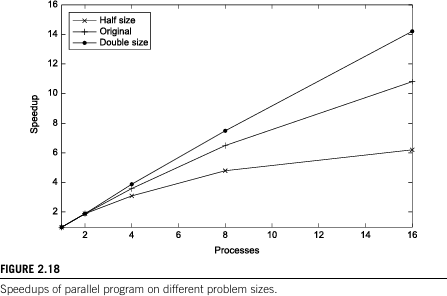 16
14
12
10
8
6
4
2
Speedup
Half size
Original
Double size
2 4 6 8 10 12 14 16
Processes
FIGURE 2.18
Speedups of parallel program on different problem sizes.